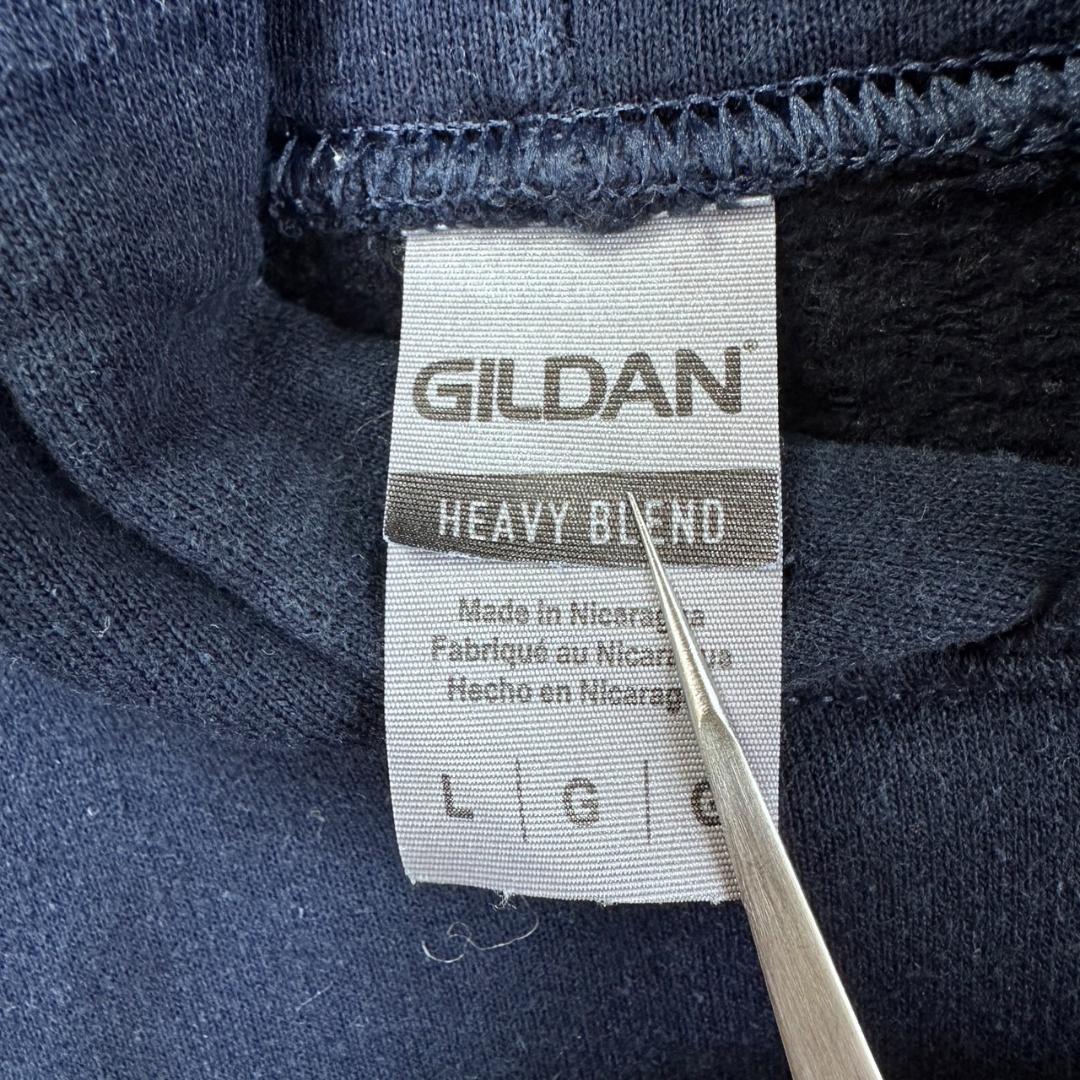 GILDAN®
HEAVY BLEND
Made in Nicaragua
Fabriqué au Nicaragua
Hecho en Nicaragua
L | G | G